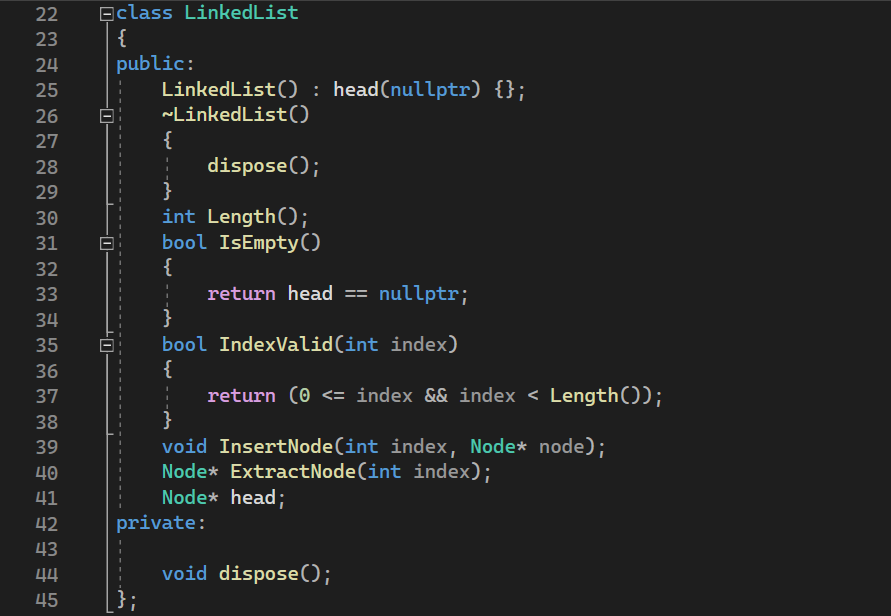 22 class LinkedList
23 {
24 public:
25     LinkedList() : head(nullptr) {};
26     ~LinkedList()
27     {
28         dispose();
29     }
30     int Length();
31     bool IsEmpty()
32     {
33         return head == nullptr;
34     }
35     bool IndexValid(int index)
36     {
37         return (0 <= index && index < Length());
38     }
39     void InsertNode(int index, Node* node);
40     Node* ExtractNode(int index);
41     Node* head;
42 private:
43
44     void dispose();
45 };